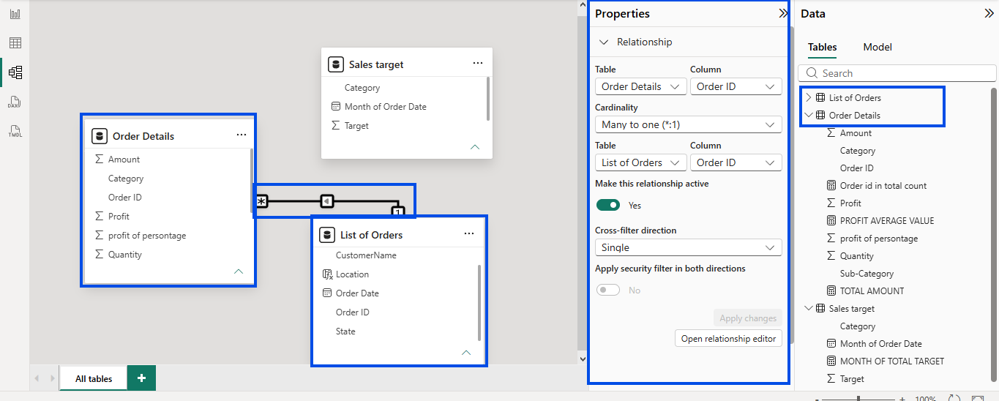 Sales target
Category
Month of Order Date
Target
Order Details
Amount
Category
Order ID
Profit
profit of persontage
Quantity
*
1
List of Orders
CustomerName
Location
Order Date
Order ID
State
All tables
+
Properties
Relationship
Table Column
Order Details Order ID
Cardinality
Many to one (*:1)
Table Column
List of Orders Order ID
Make this relationship active
Yes
Cross-filter direction
Single
Apply security filter in both directions
No
Apply changes
Open relationship editor
Data
Tables Model
Search
List of Orders
Order Details
Amount
Category
Order ID
Order id in total count
Profit
PROFIT AVERAGE VALUE
profit of persontage
Quantity
Sub-Category
TOTAL AMOUNT
Sales target
Category
Month of Order Date
MONTH OF TOTAL TARGET
Target
DAX
TMDL
- + 100%